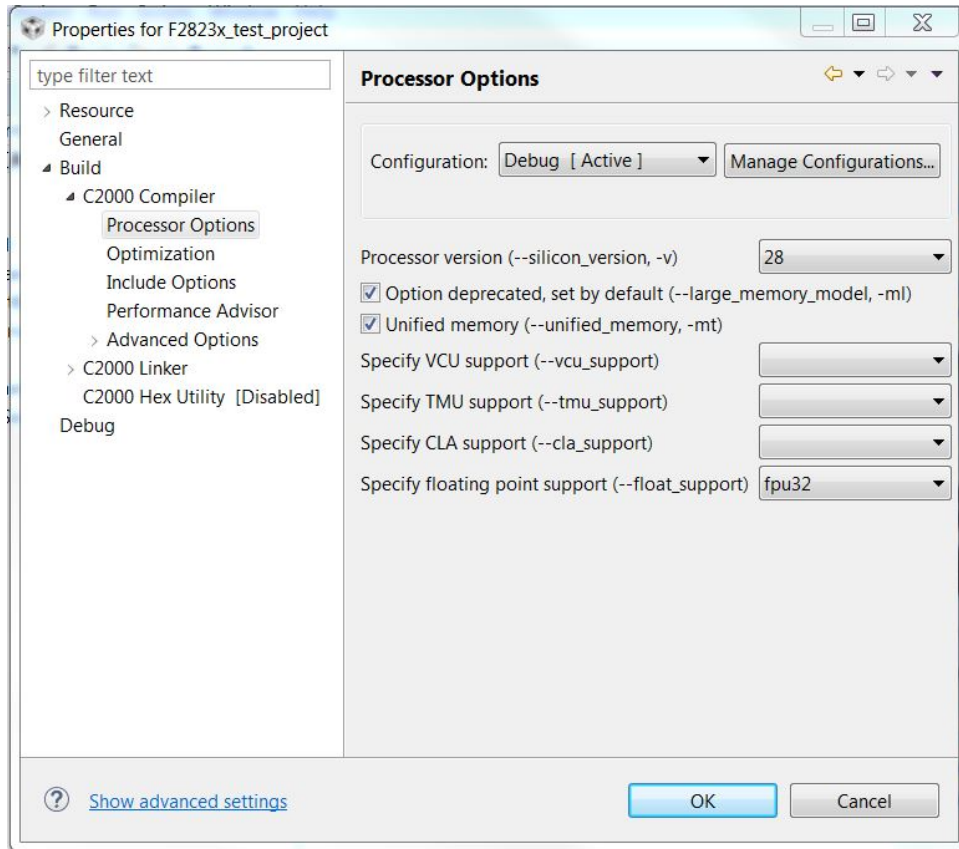 Properties for F2823x_test_project
type filter text
Resource
General
Build
C2000 Compiler
Processor Options
Optimization
Include Options
Performance Advisor
Advanced Options
C2000 Linker
C2000 Hex Utility [Disabled]
Debug
Processor Options
Configuration: Debug [ Active ] Manage Configurations...
Processor version (--silicon_version, -v) 28
Option deprecated, set by default (--large_memory_model, -ml)
Unified memory (--unified_memory, -mt)
Specify VCU support (--vcu_support)
Specify TMU support (--tmu_support)
Specify CLA support (--cla_support)
Specify floating point support (--float_support) fpu32
Show advanced settings
OK Cancel